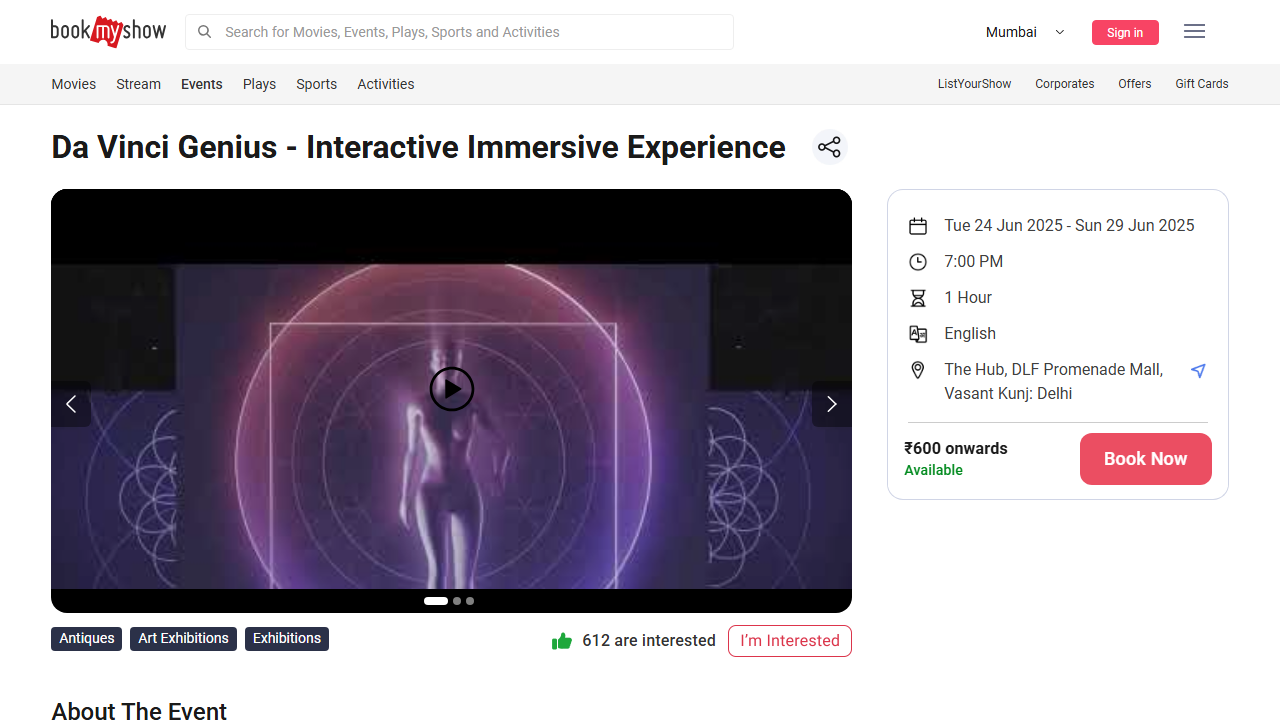 bookmyshow
Search for Movies, Events, Plays, Sports and Activities
Mumbai
Sign in
Movies Stream Events Plays Sports Activities
ListYourShow Corporates Offers Gift Cards
Da Vinci Genius - Interactive Immersive Experience
Tue 24 Jun 2025 - Sun 29 Jun 2025
7:00 PM
1 Hour
English
The Hub, DLF Promenade Mall,
Vasant Kunj: Delhi
₹600 onwards
Available
Book Now
Antiques Art Exhibitions Exhibitions
612 are interested
I'm Interested
About The Event